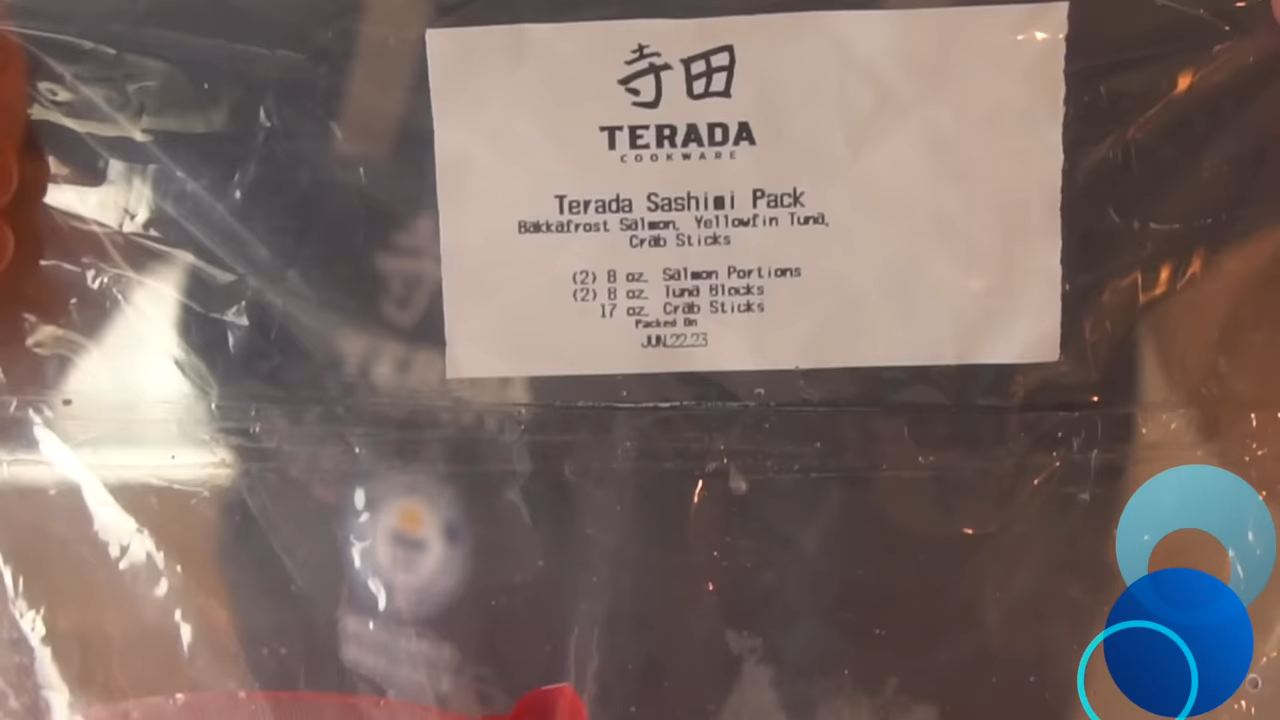 寺田
TERADA
COOKWARE
Terada Sashimi Pack
Bakkafrost Salmon, Yellowfin Tuna,
Crab Sticks
(2) 8 oz. Salmon Portions
(2) 8 oz. Tuna Blocks
17 oz. Crab Sticks
Packed On
JUN.22.23